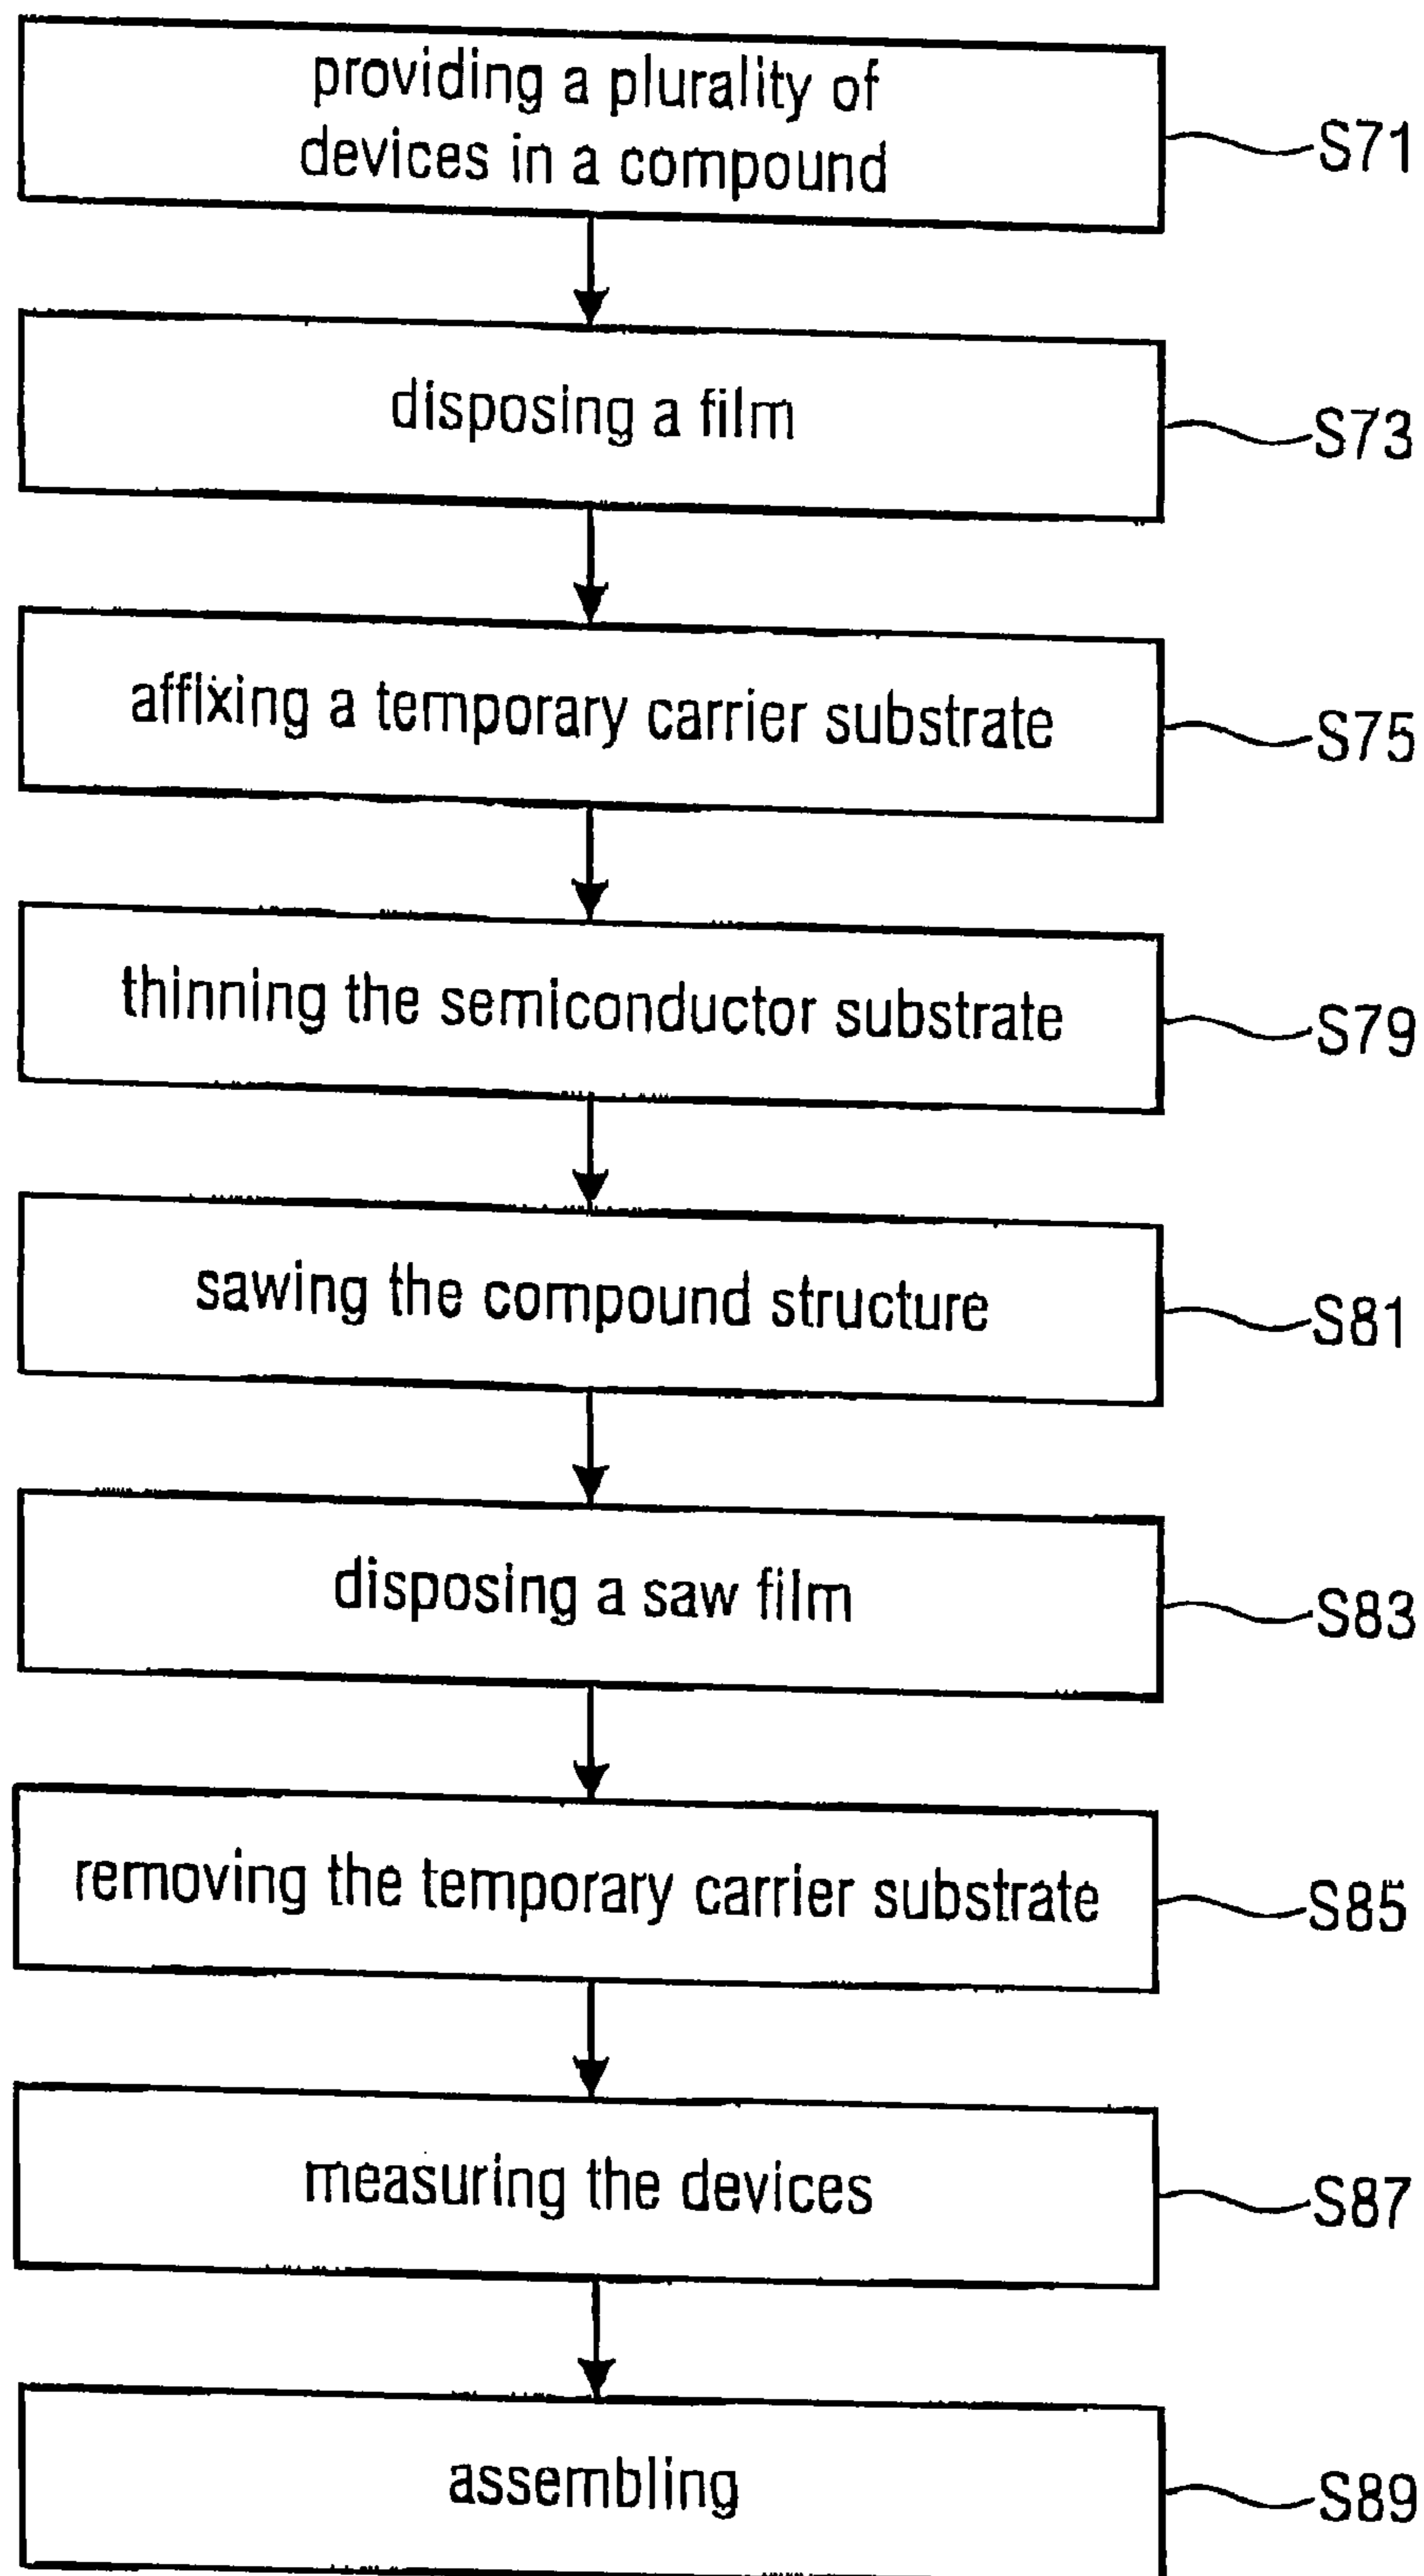 providing a plurality of
devices in a compound
S71
disposing a film
S73
affixing a temporary carrier substrate
S75
thinning the semiconductor substrate
S79
sawing the compound structure
S81
disposing a saw film
S83
removing the temporary carrier substrate
S85
measuring the devices
S87
assembling
S89